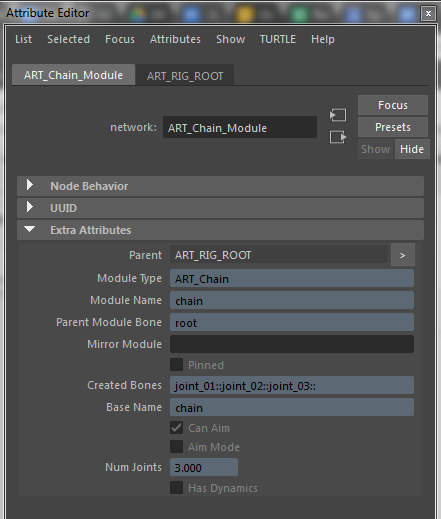 Attribute Editor
x
List Selected Focus Attributes Show TURTLE Help
ART_Chain_Module ART_RIG_ROOT
Focus
network: ART_Chain_Module
Presets
Show Hide
Node Behavior
UUID
Extra Attributes
Parent ART_RIG_ROOT >
Module Type ART_Chain
Module Name chain
Parent Module Bone root
Mirror Module
Pinned
Created Bones joint_01::joint_02::joint_03::
Base Name chain
Can Aim
Aim Mode
Num Joints 3.000
Has Dynamics